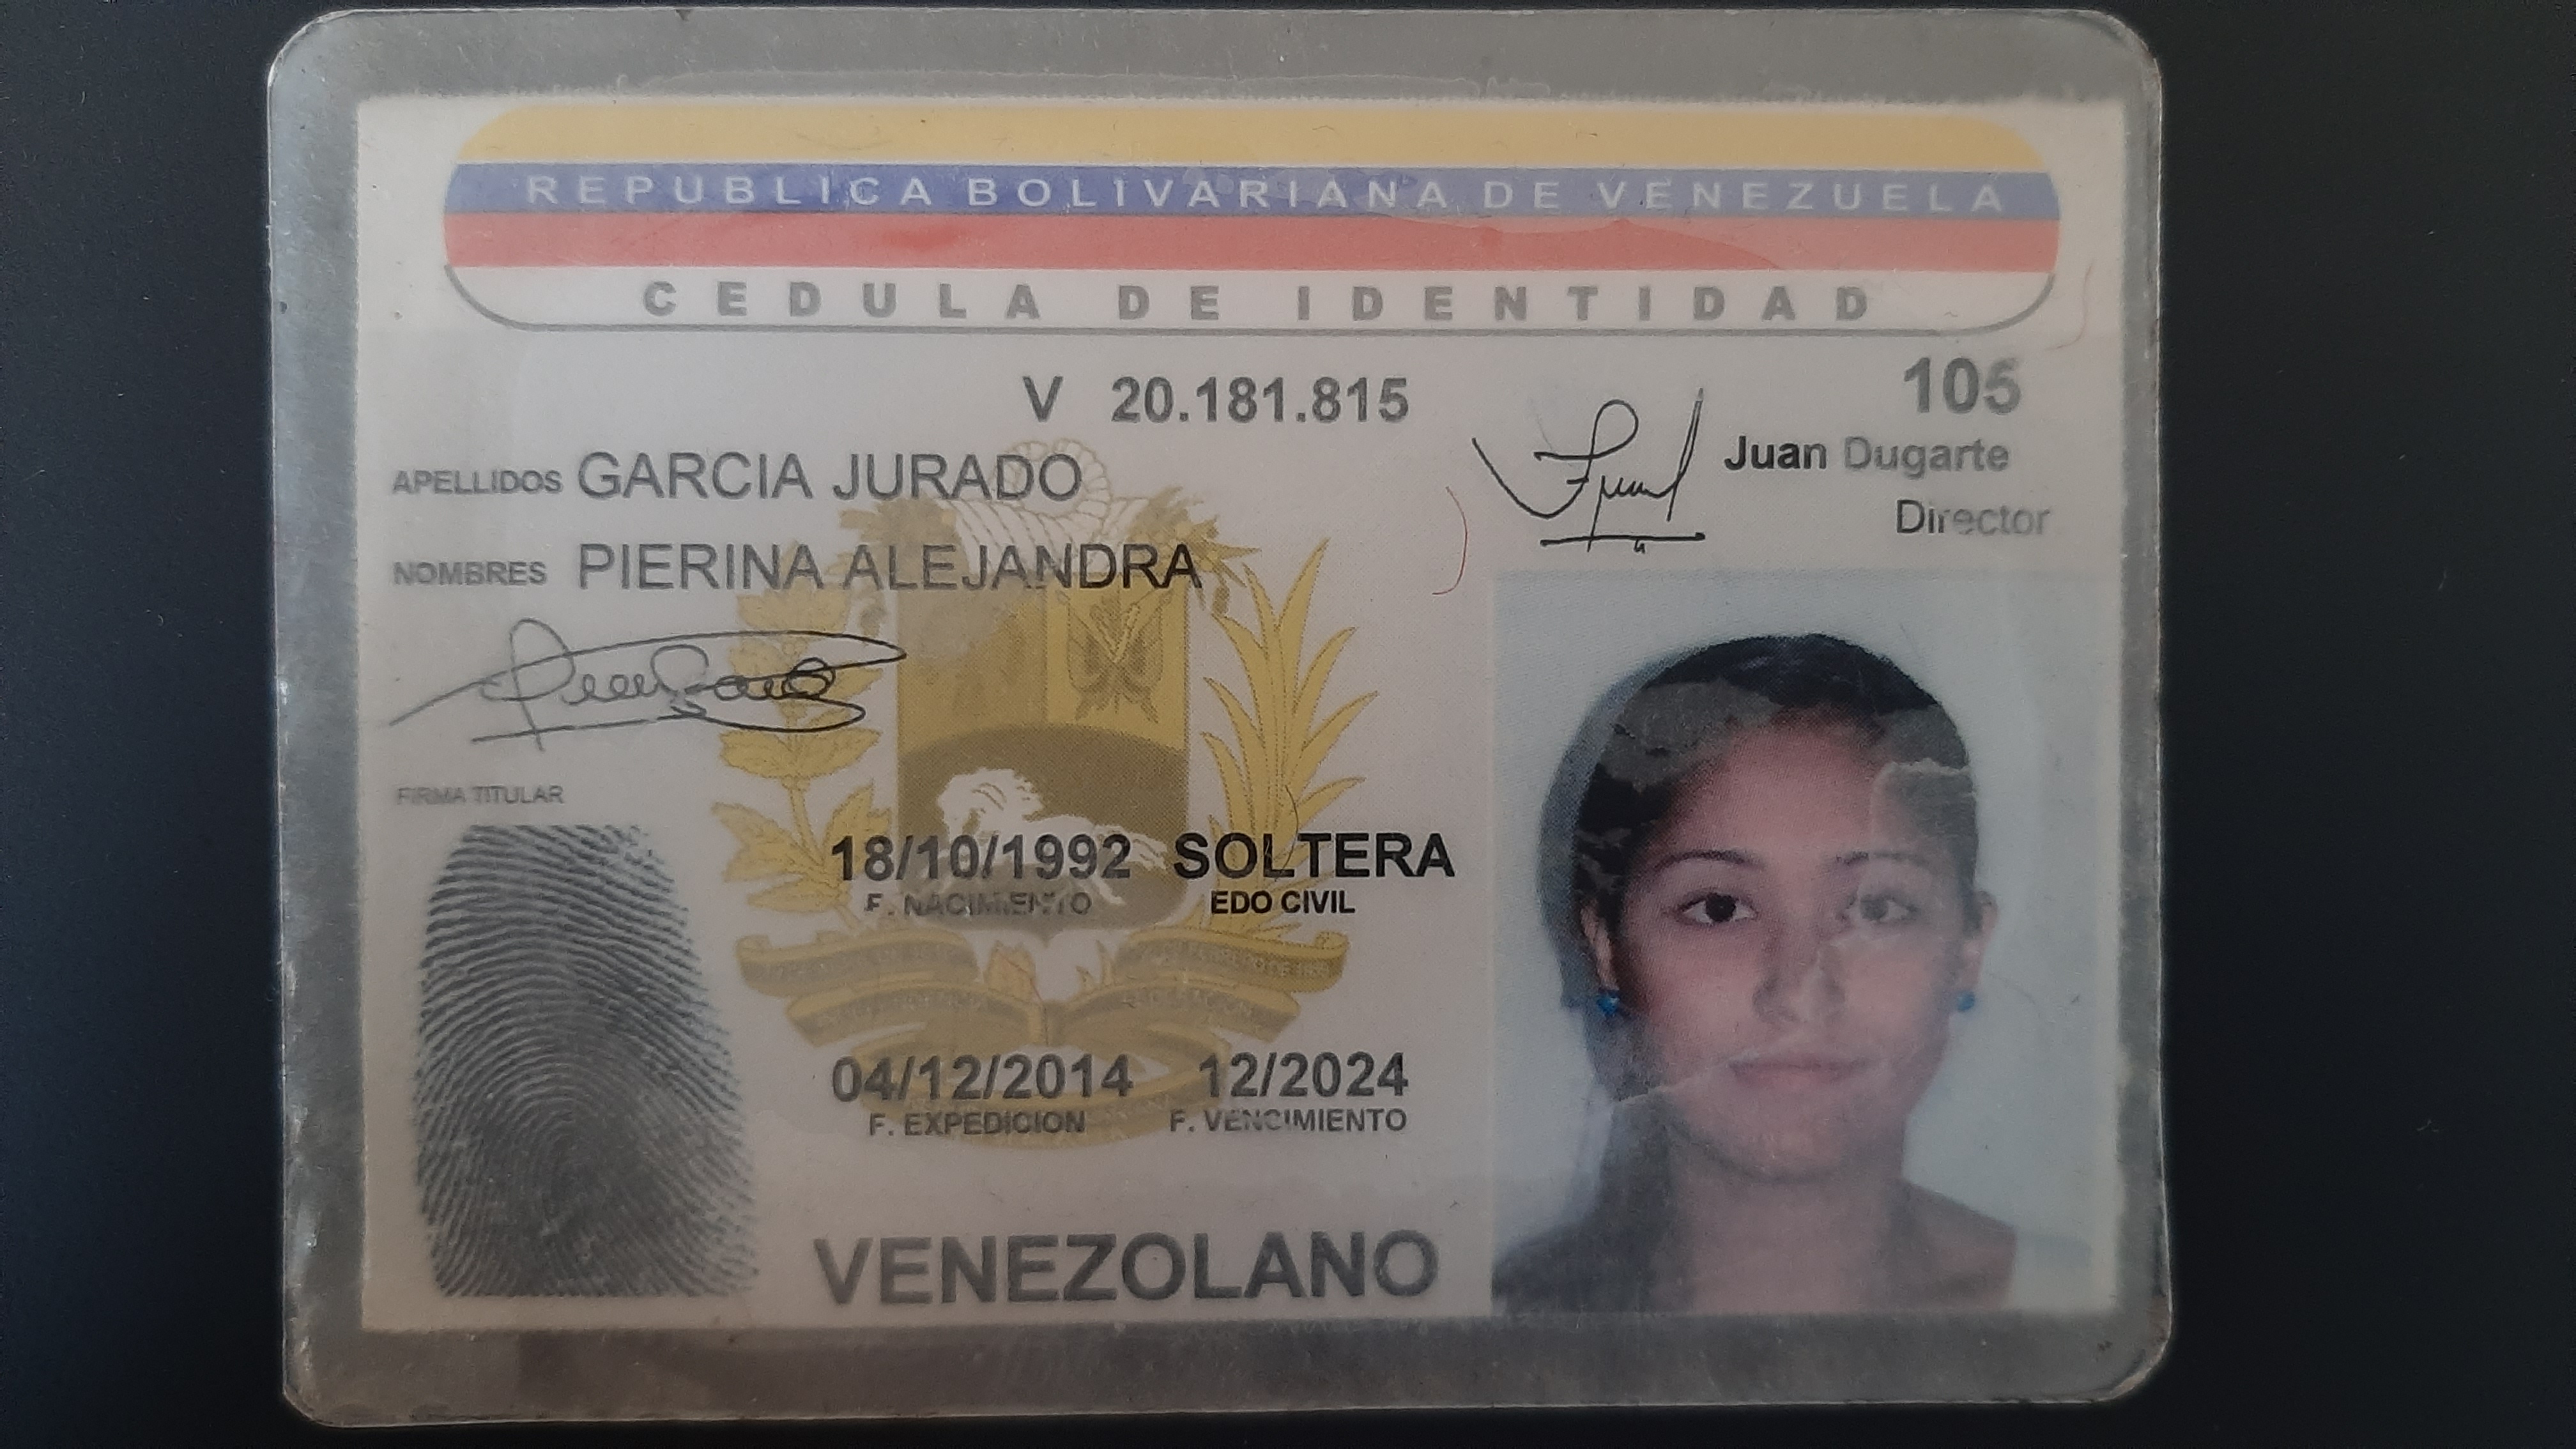 REPUBLICA BOLIVARIANA DE VENEZUELA
CEDULA DE IDENTIDAD
V 20.181.815 105
APELLIDOS GARCIA JURADO
Juan Dugarte
Director
NOMBRES PIERINA ALEJANDRA
FIRMA TITULAR
18/10/1992 SOLTERA
F. NACIMIENTO EDO CIVIL
04/12/2014 12/2024
F. EXPEDICION F. VENCIMIENTO
VENEZOLANO